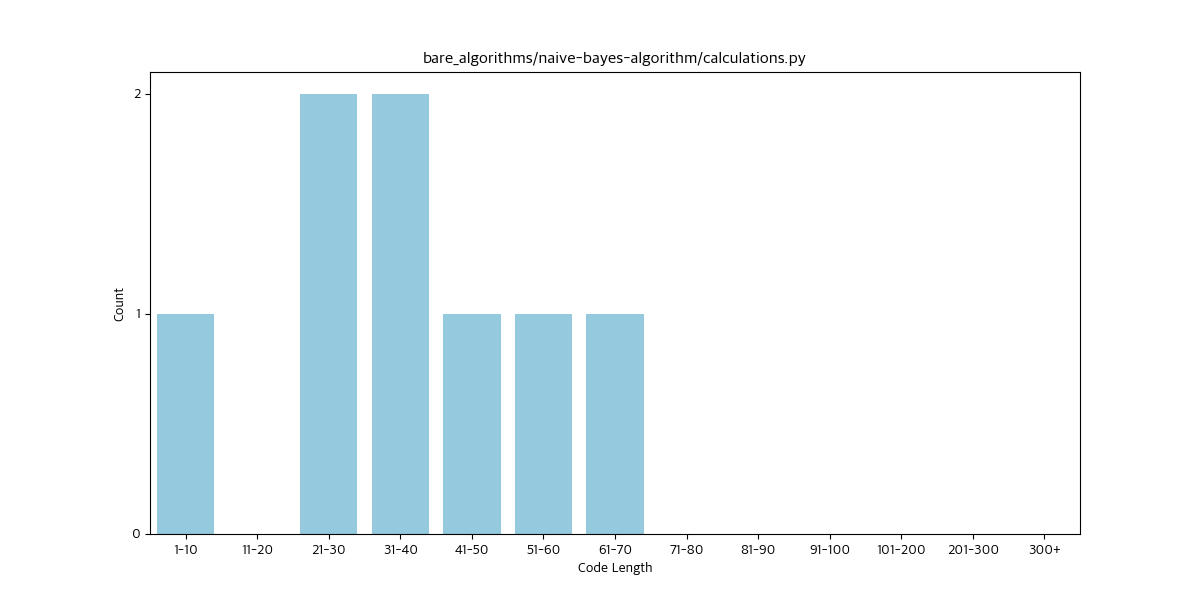 bare_algorithms/naive-bayes-algorithm/calculations.py
2
1
0
Count
1-10 11-20 21-30 31-40 41-50 51-60 61-70 71-80 81-90 91-100 101-200 201-300 300+
Code Length